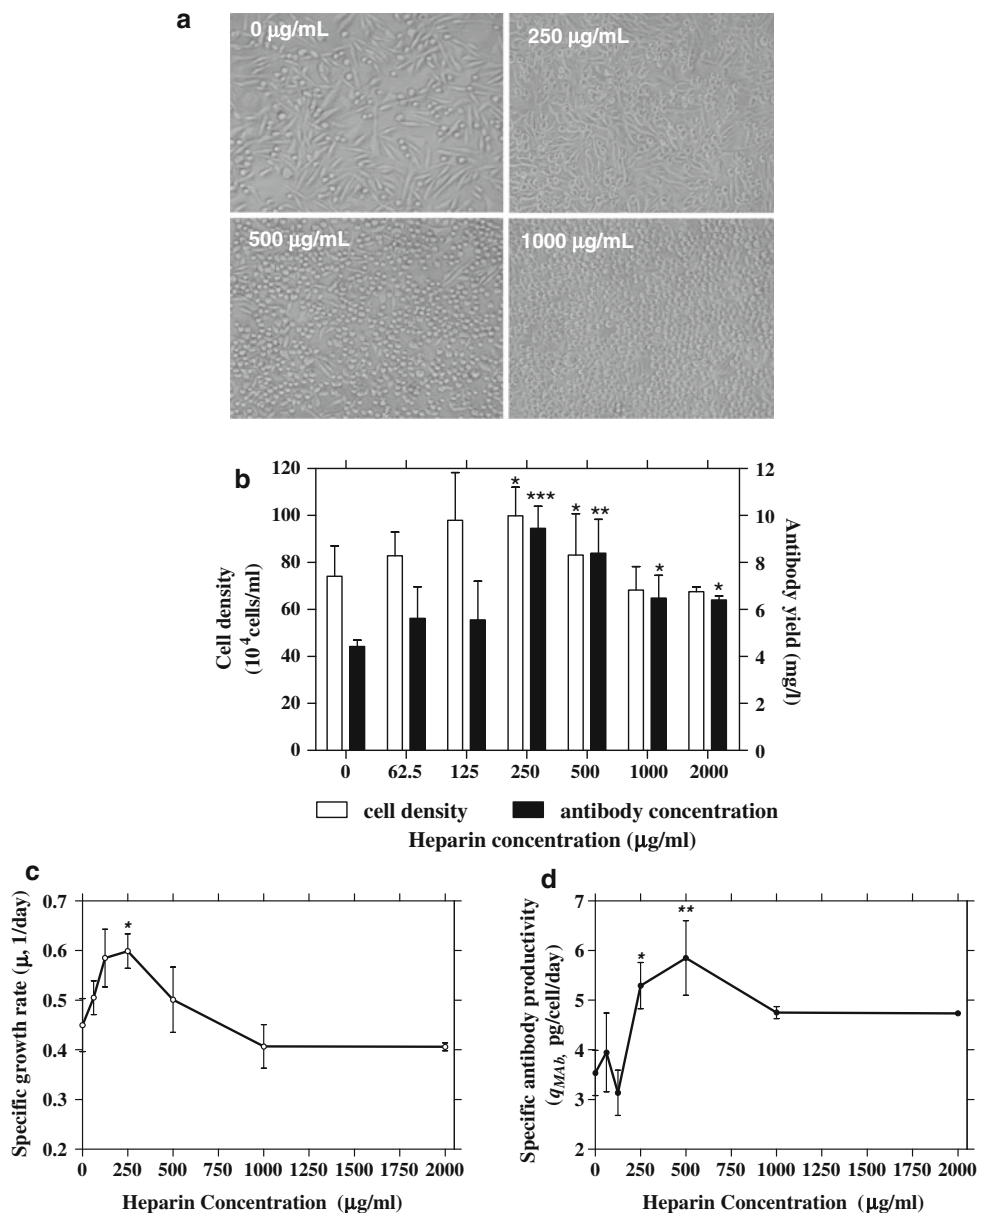 a
0 µg/mL
250 µg/mL
500 µg/mL
1000 µg/mL
b
Cell density
(10⁴cells/ml)
120
100
80
60
40
20
0
Antibody yield (mg/l)
12
10
8
6
4
2
0
*
***
*
**
*
*
0 62.5 125 250 500 1000 2000
cell density antibody concentration
Heparin concentration (µg/ml)
c
Specific growth rate (µ, 1/day)
0.7
0.6
0.5
0.4
0.3
0.2
*
0 250 500 750 1000 1250 1500 1750 2000
Heparin Concentration (µg/ml)
d
Specific antibody productivity
(qMAb, pg/cell/day)
7
6
5
4
3
2
*
**
0 250 500 750 1000 1250 1500 1750 2000
Heparin Concentration (µg/ml)